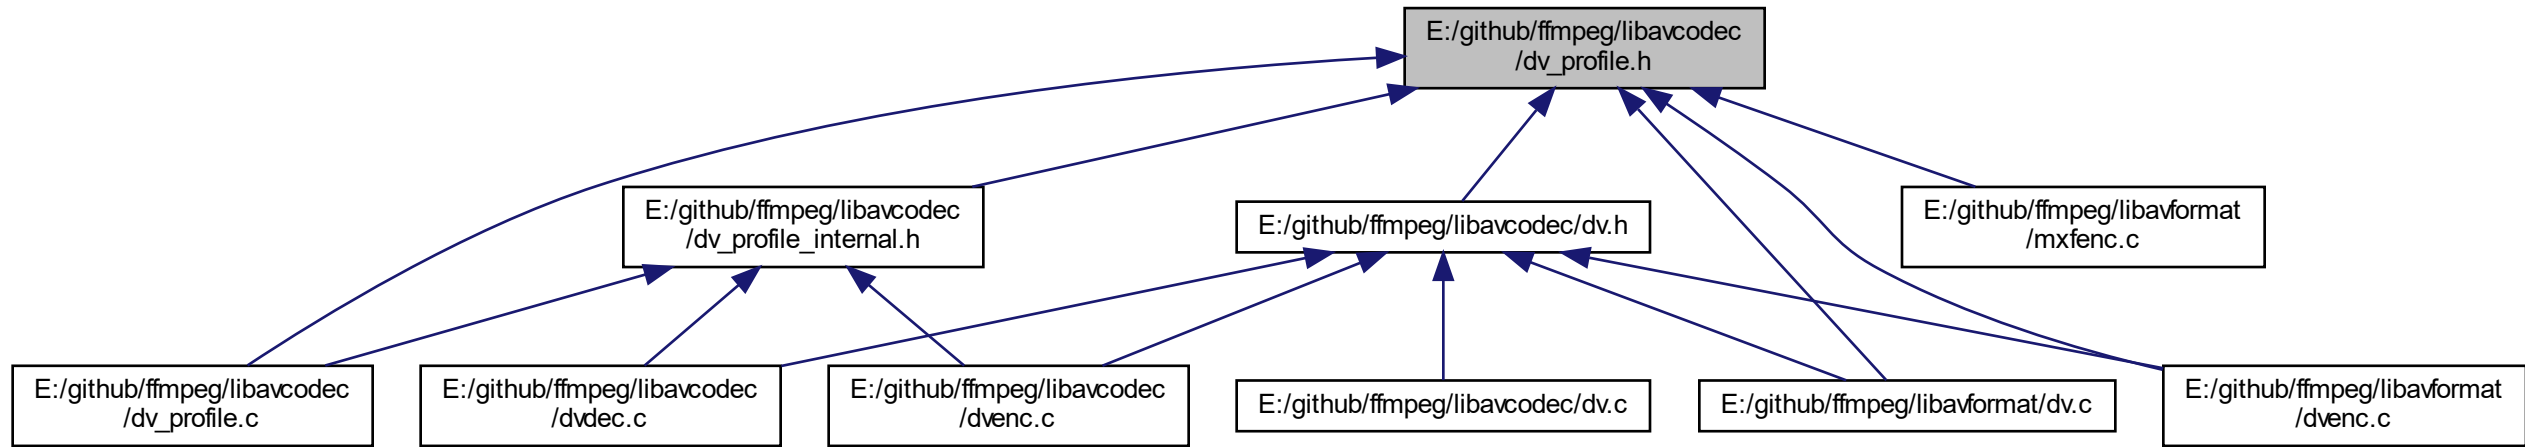 E:/github/ffmpeg/libavcodec
/dv_profile.h
E:/github/ffmpeg/libavcodec
/dv_profile_internal.h
E:/github/ffmpeg/libavcodec/dv.h
E:/github/ffmpeg/libavformat
/mxfenc.c
E:/github/ffmpeg/libavcodec
/dv_profile.c
E:/github/ffmpeg/libavcodec
/dvdec.c
E:/github/ffmpeg/libavcodec
/dvenc.c
E:/github/ffmpeg/libavcodec/dv.c
E:/github/ffmpeg/libavformat/dv.c
E:/github/ffmpeg/libavformat
/dvenc.c